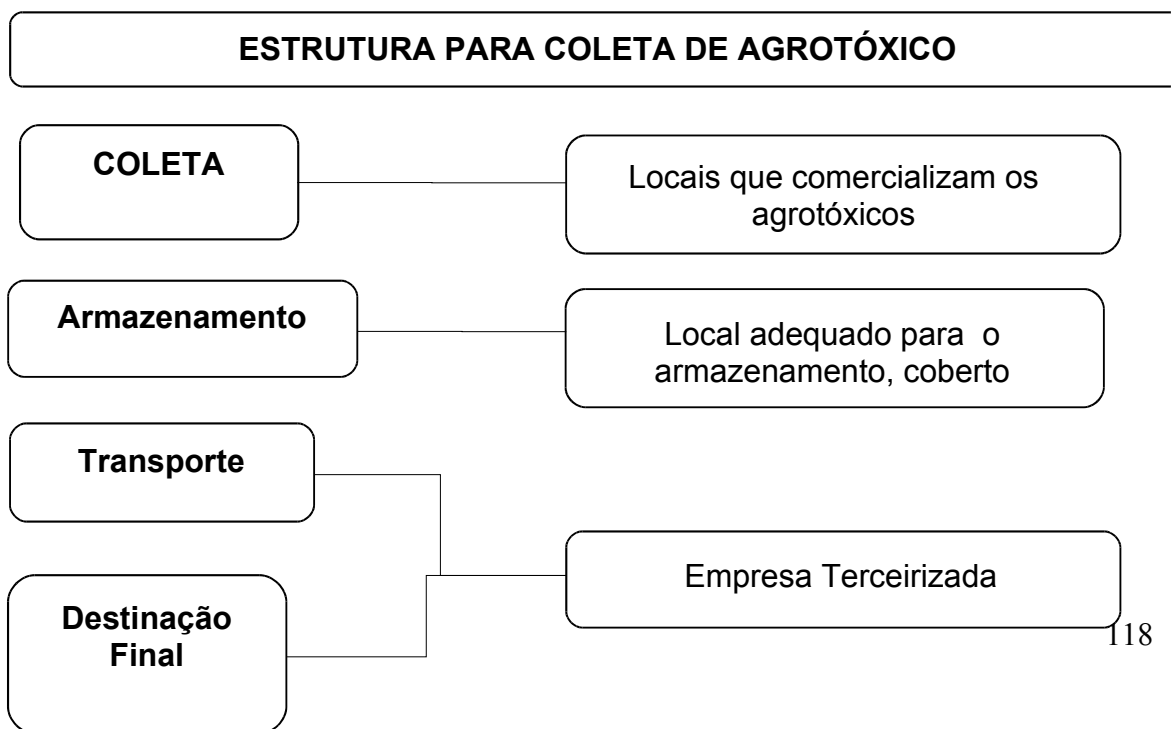 ESTRUTURA PARA COLETA DE AGROTÓXICO
COLETA
Locais que comercializam os
agrotóxicos
Armazenamento
Local adequado para o
armazenamento, coberto
Transporte
Empresa Terceirizada
Destinação
Final
118